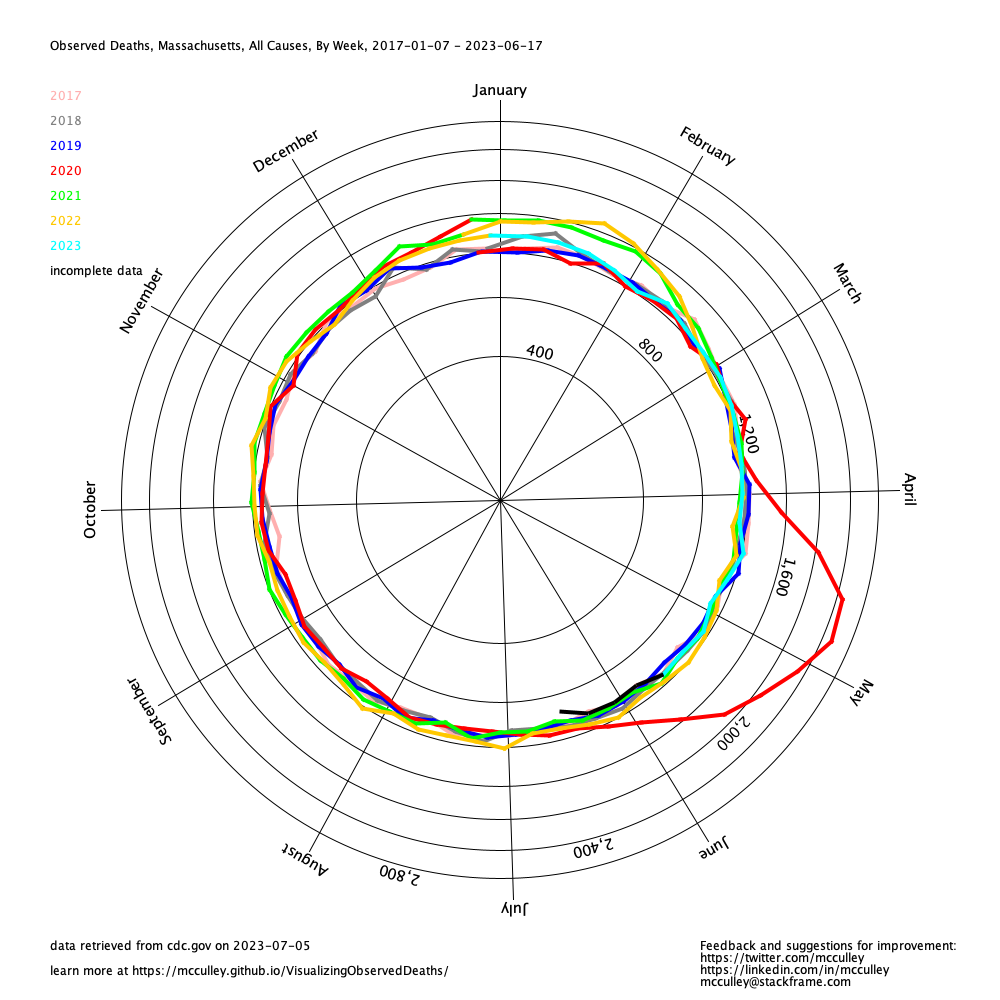 Observed Deaths, Massachusetts, All Causes, By Week, 2017-01-07 - 2023-06-17
2017
2018
2019
2020
2021
2022
2023
incomplete data
January
February
March
April
May
June
July
August
September
October
November
December
400
800
1,200
1,600
2,000
2,400
2,800
data retrieved from cdc.gov on 2023-07-05
learn more at https://mcculley.github.io/VisualizingObservedDeaths/
Feedback and suggestions for improvement:
https://twitter.com/mcculley
https://linkedin.com/in/mcculley
mcculley@stackframe.com